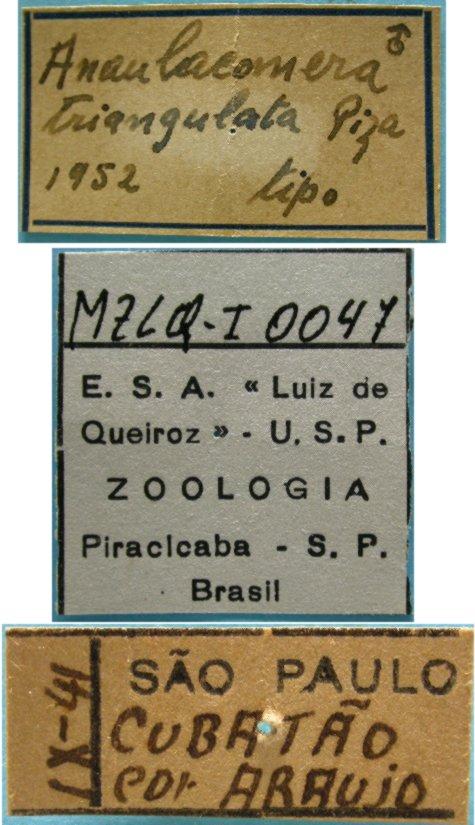 Anaulacomera ♂
triangulata Piza
1952 tipo
MZLQ-I 0047
E. S. A. « Luiz de
Queiroz » - U. S. P.
ZOOLOGIA
Piracicaba - S. P.
Brasil
IX-41
SÃO PAULO
CUBATÃO
cor ARAUJO